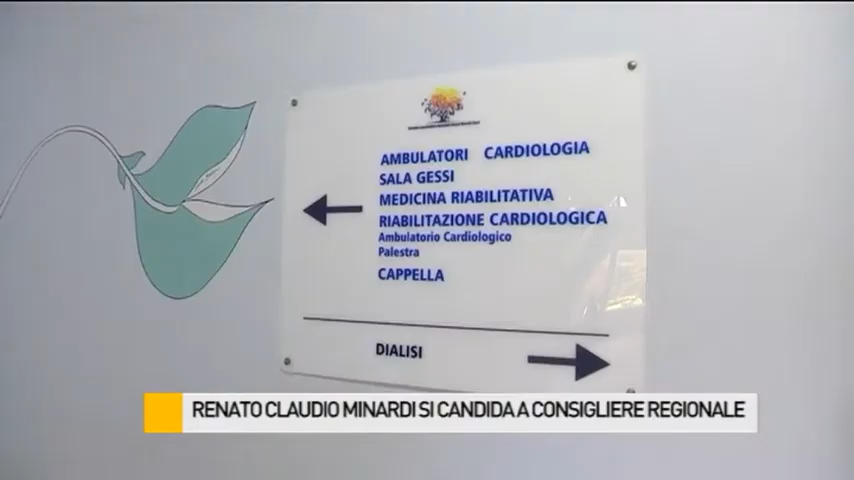 AMBULATORI CARDIOLOGIA
SALA GESSI
MEDICINA RIABILITATIVA
RIABILITAZIONE CARDIOLOGICA
Ambulatorio Cardiologico
Palestra
CAPPELLA
DIALISI
RENATO CLAUDIO MINARDI SI CANDIDA A CONSIGLIERE REGIONALE